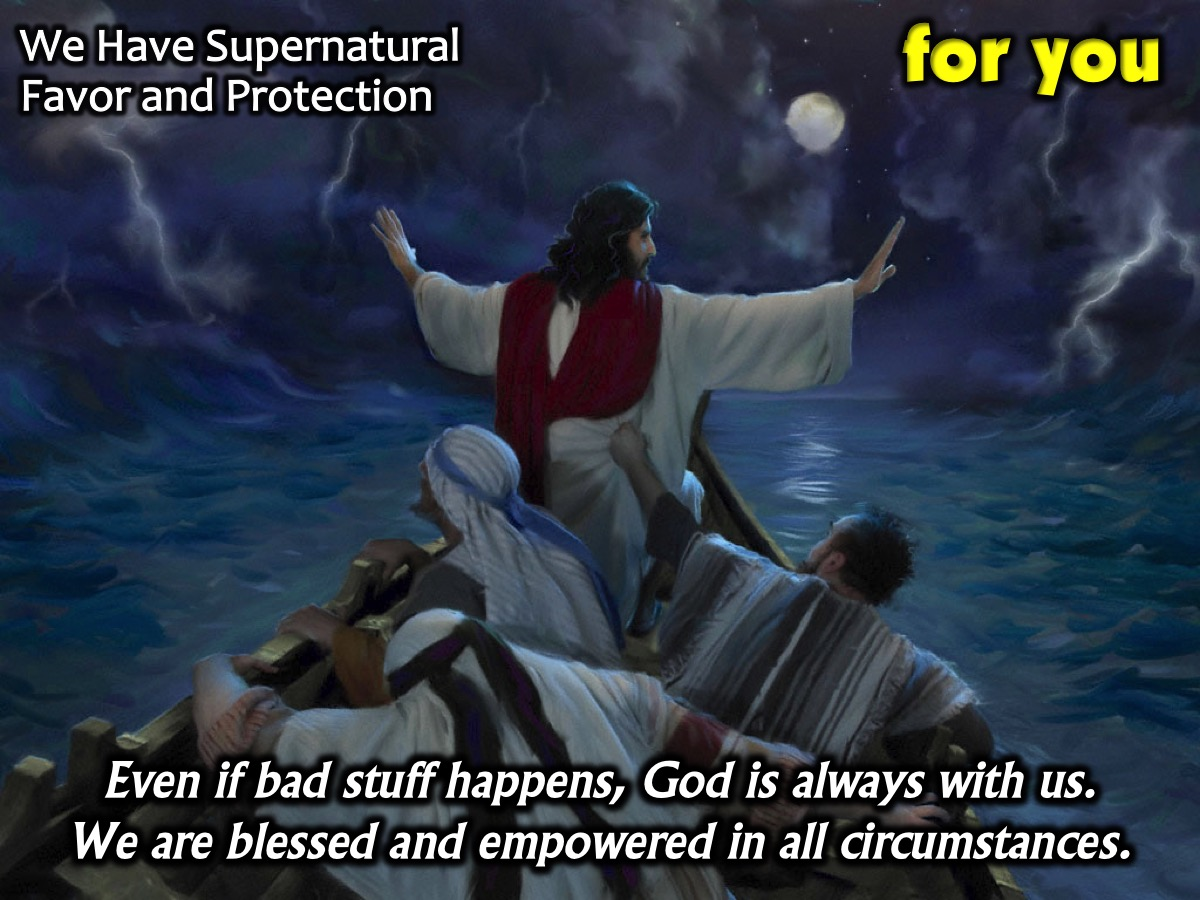 We Have Supernatural
Favor and Protection
for you
Even if bad stuff happens, God is always with us.
We are blessed and empowered in all circumstances.